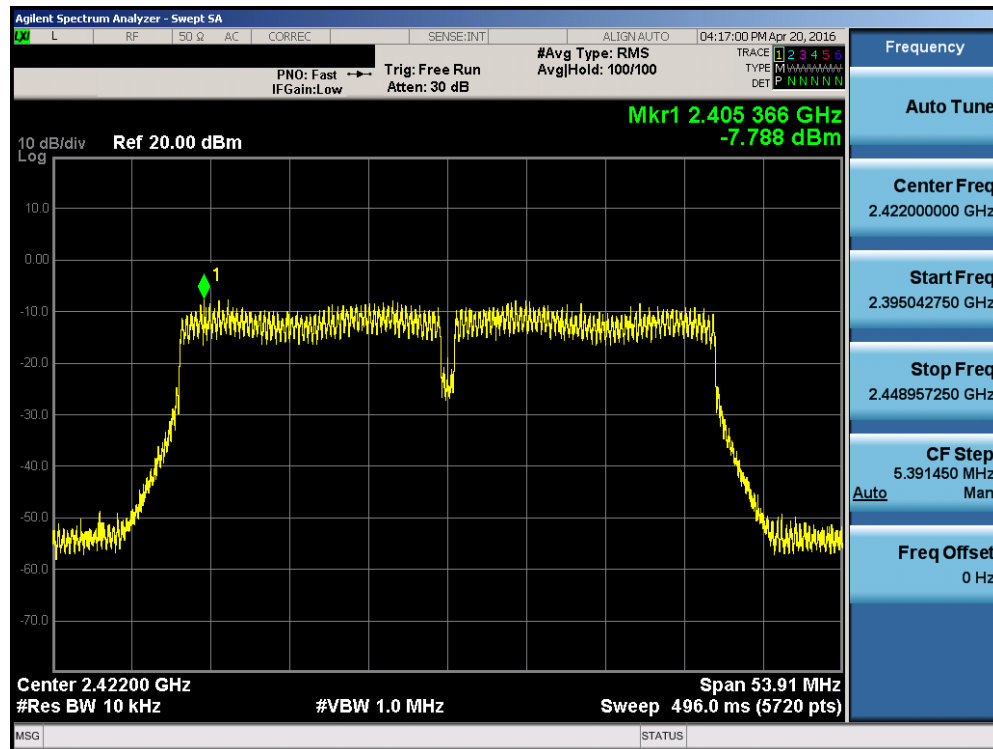 Agilent Spectrum Analyzer - Swept SA
LXI L RF 50 Ω AC CORREC SENSE:INT ALIGN AUTO 04:17:00 PM Apr 20, 2016
PNO: Fast Trig: Free Run #Avg Type: RMS TRACE 1 2 3 4 5 6
IFGain:Low Atten: 30 dB Avg|Hold: 100/100 TYPE M WWWWW
DET P N N N N N
Mkr1 2.405 366 GHz
-7.788 dBm
10 dB/div Ref 20.00 dBm
Log
10.0
0.00
1
-10.0
-20.0
-30.0
-40.0
-50.0
-60.0
-70.0
Center 2.42200 GHz Span 53.91 MHz
#Res BW 10 kHz #VBW 1.0 MHz Sweep 496.0 ms (5720 pts)
MSG STATUS
Frequency
Auto Tune
Center Freq
2.422000000 GHz
Start Freq
2.395042750 GHz
Stop Freq
2.448957250 GHz
CF Step
5.391450 MHz
Auto Man
Freq Offset
0 Hz